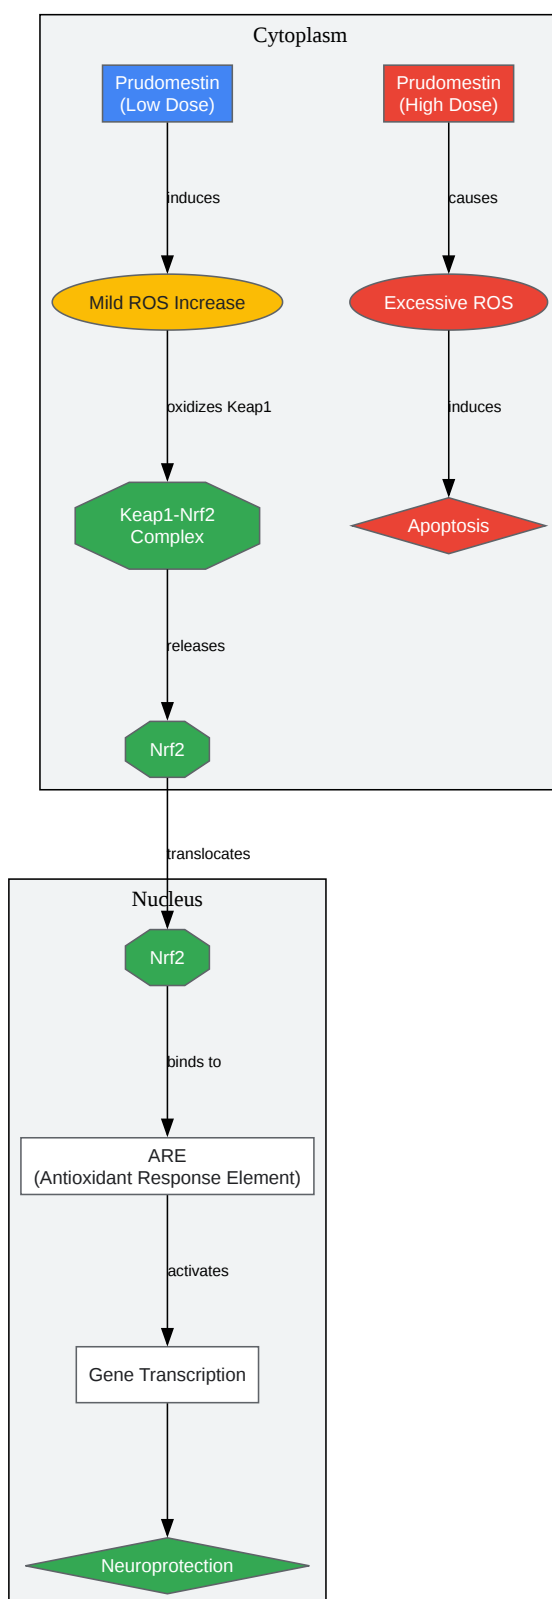 Cytoplasm
Prudomestin
(Low Dose)
Prudomestin
(High Dose)
induces
causes
Mild ROS Increase
Excessive ROS
oxidizes Keap1
induces
Keap1-Nrf2
Complex
Apoptosis
releases
Nrf2
translocates
Nucleus
Nrf2
binds to
ARE
(Antioxidant Response Element)
activates
Gene Transcription
Neuroprotection